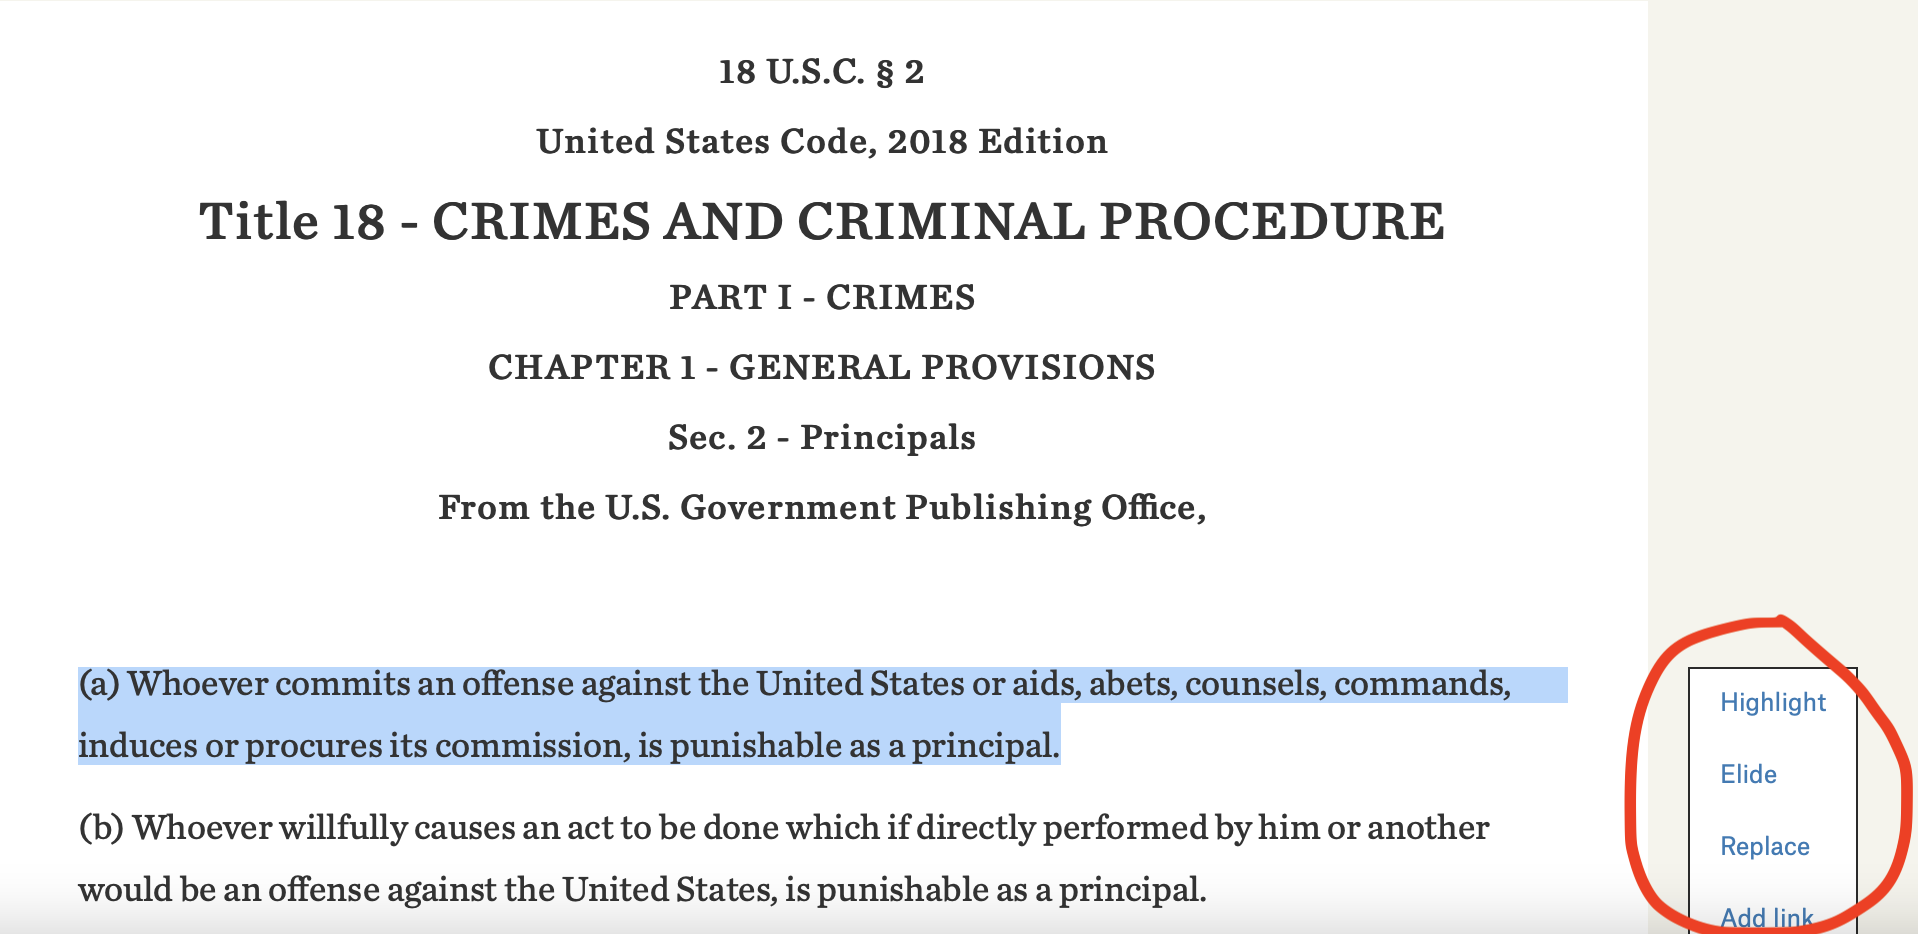 18 U.S.C. § 2
United States Code, 2018 Edition
Title 18 - CRIMES AND CRIMINAL PROCEDURE
PART I - CRIMES
CHAPTER 1 - GENERAL PROVISIONS
Sec. 2 - Principals
From the U.S. Government Publishing Office,
(a) Whoever commits an offense against the United States or aids, abets, counsels, commands,
induces or procures its commission, is punishable as a principal.
(b) Whoever willfully causes an act to be done which if directly performed by him or another
would be an offense against the United States, is punishable as a principal.
Highlight
Elide
Replace
Add link